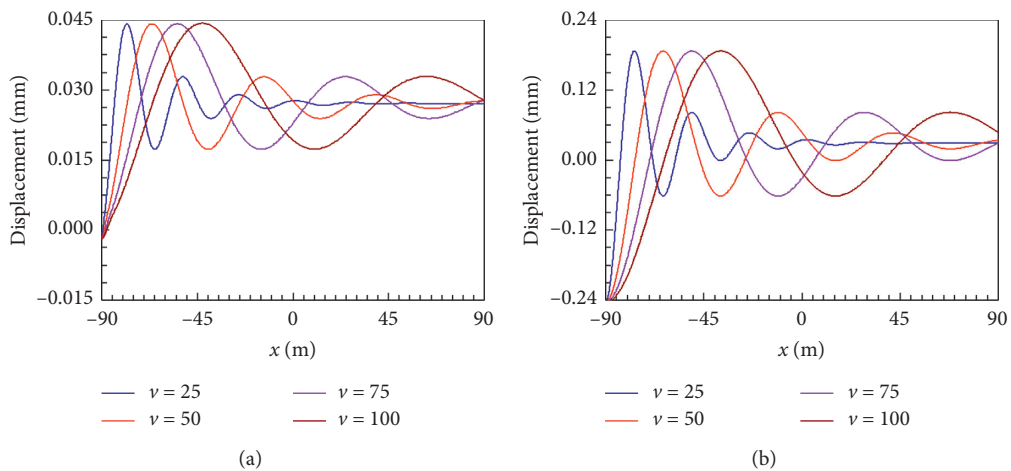 0.045
0.030
0.015
0.000
−0.015
Displacement (mm)
−90
−45
0
45
90
x (m)
v = 25
v = 75
v = 50
v = 100
(a)
0.24
0.12
0.00
−0.12
−0.24
Displacement (mm)
−90
−45
0
45
90
x (m)
v = 25
v = 75
v = 50
v = 100
(b)